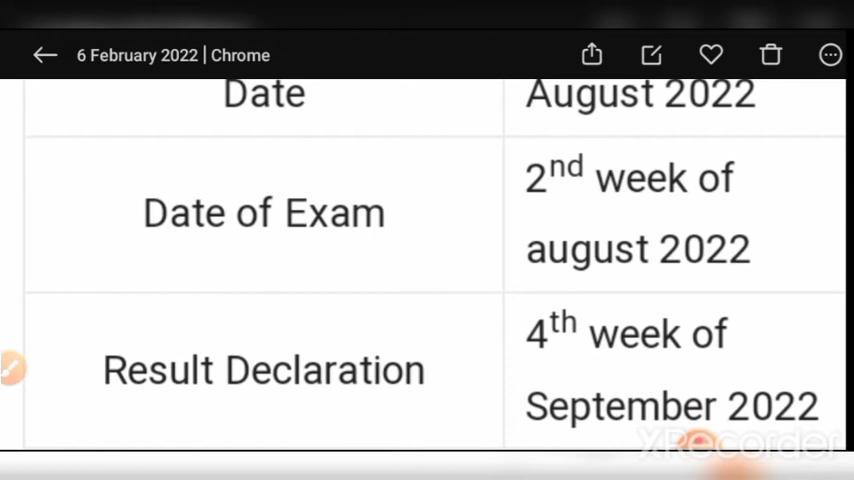 6 February 2022 | Chrome
Date
August 2022
Date of Exam
2nd week of
august 2022
Result Declaration
4th week of
September 2022
XRecorder